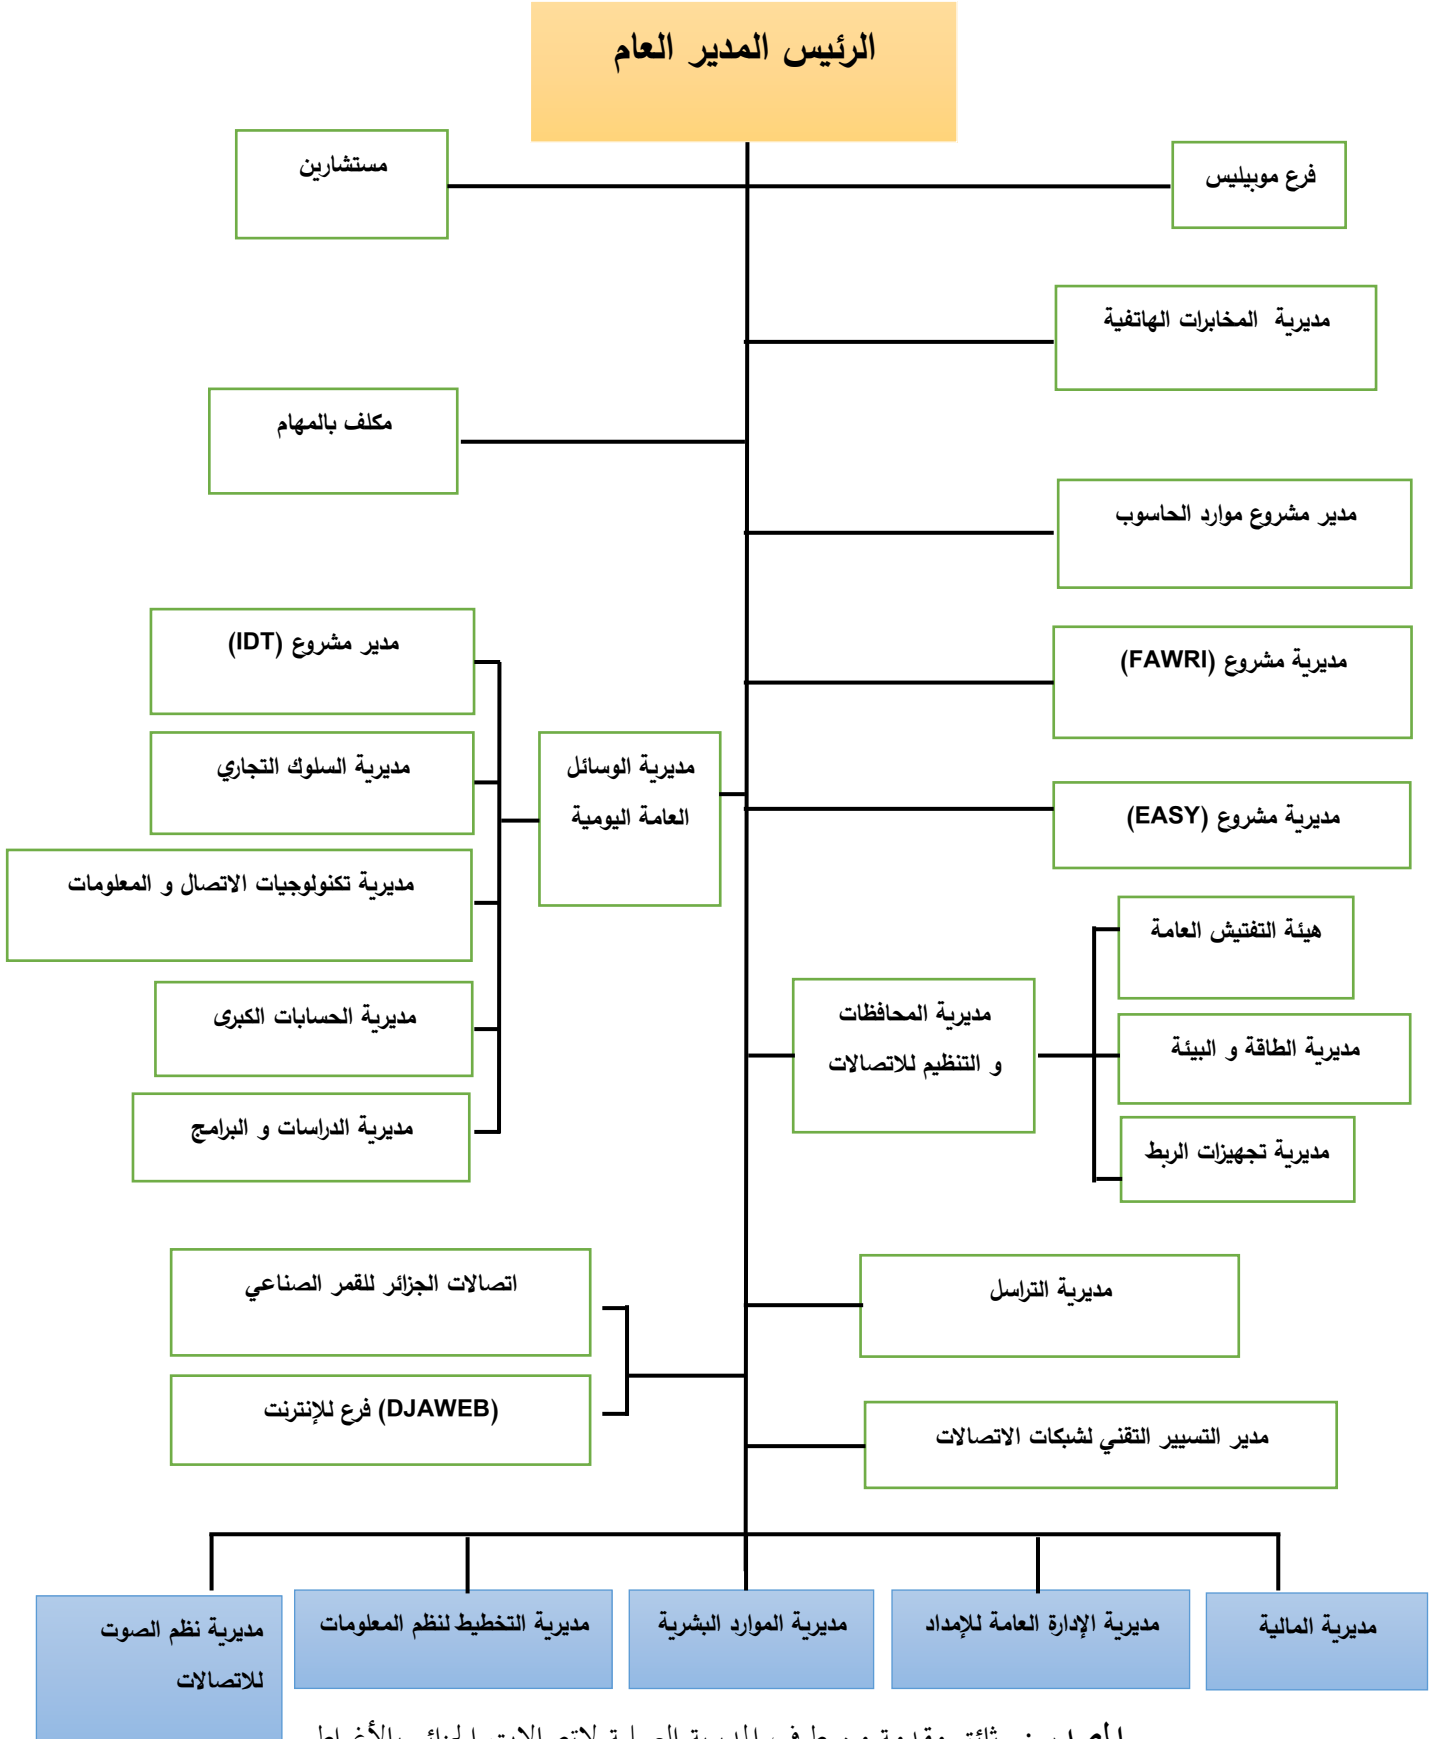 الرئيس المدير العام
فرع موبيليس
مستشارين
مديرية المخابرات الهاتفية
مكلف بالمهام
مدير مشروع موارد الحاسوب
مدير مشروع (IDT)
مديرية مشروع (FAWRI)
مديرية الوسائل
العامة اليومية
مديرية السلوك التجاري
مديرية مشروع (EASY)
مديرية تكنولوجيات الاتصال و المعلومات
هيئة التفتيش العامة
مديرية المحافظات
و التنظيم للاتصالات
مديرية الحسابات الكبرى
مديرية الطاقة و البيئة
مديرية الدراسات و البرامج
مديرية تجهيزات الربط
مديرية التراسل
اتصالات الجزائر للقمر الصناعي
(DJAWEB) فرع للإنترنت
مدير التسيير التقني لشبكات الاتصالات
مديرية المالية
مديرية الإدارة العامة للإمداد
مديرية الموارد البشرية
مديرية التخطيط لنظم المعلومات
مديرية نظم الصوت
للاتصالات